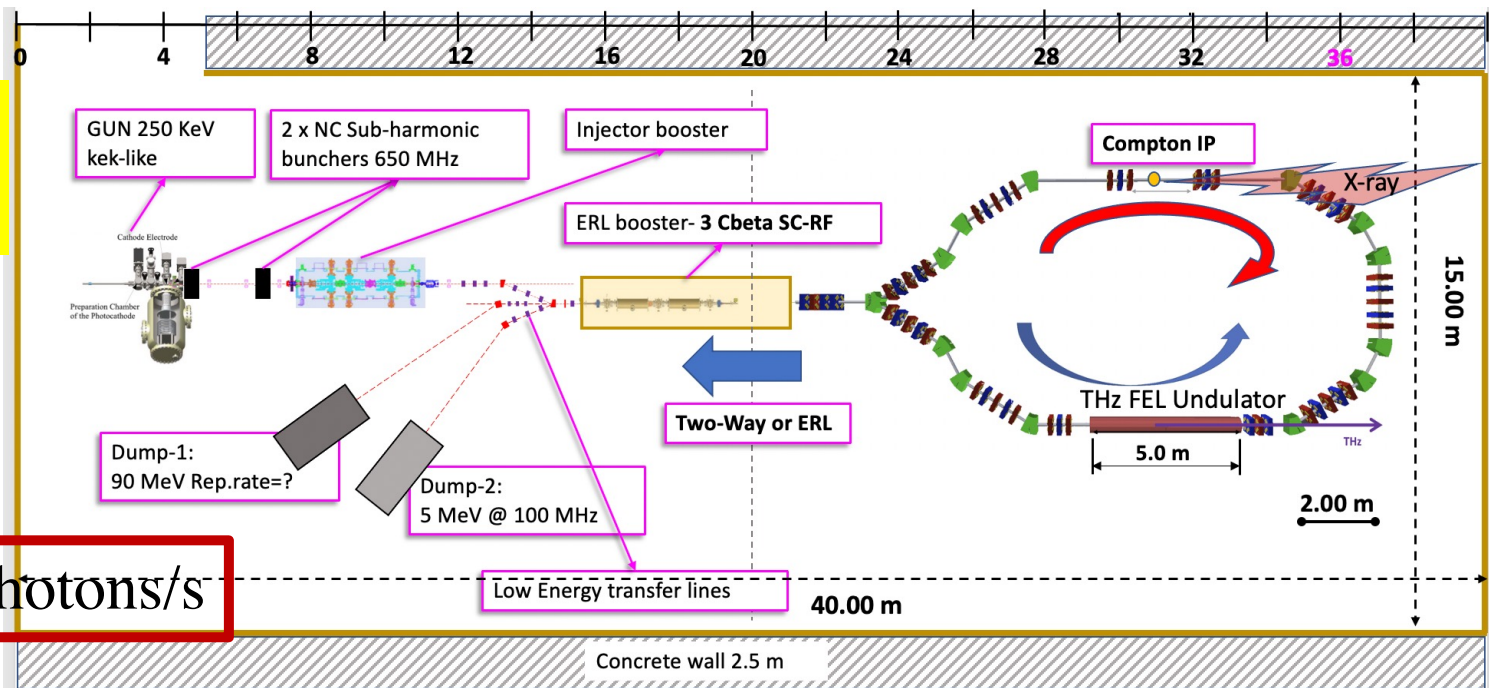 0 4 8 12 16 20 24 28 32 36
GUN 250 KeV
kek-like
2 x NC Sub-harmonic
bunchers 650 MHz
Injector booster
Compton IP
X-ray
ERL booster- 3 Cbeta SC-RF
Cathode Electrode
Preparation Chamber
of the Photocathode
15.00 m
Two-Way or ERL
THz FEL Undulator
THz
5.0 m
2.00 m
Dump-1:
90 MeV Rep.rate=?
Dump-2:
5 MeV @ 100 MHz
Low Energy transfer lines
hotons/s
40.00 m
Concrete wall 2.5 m